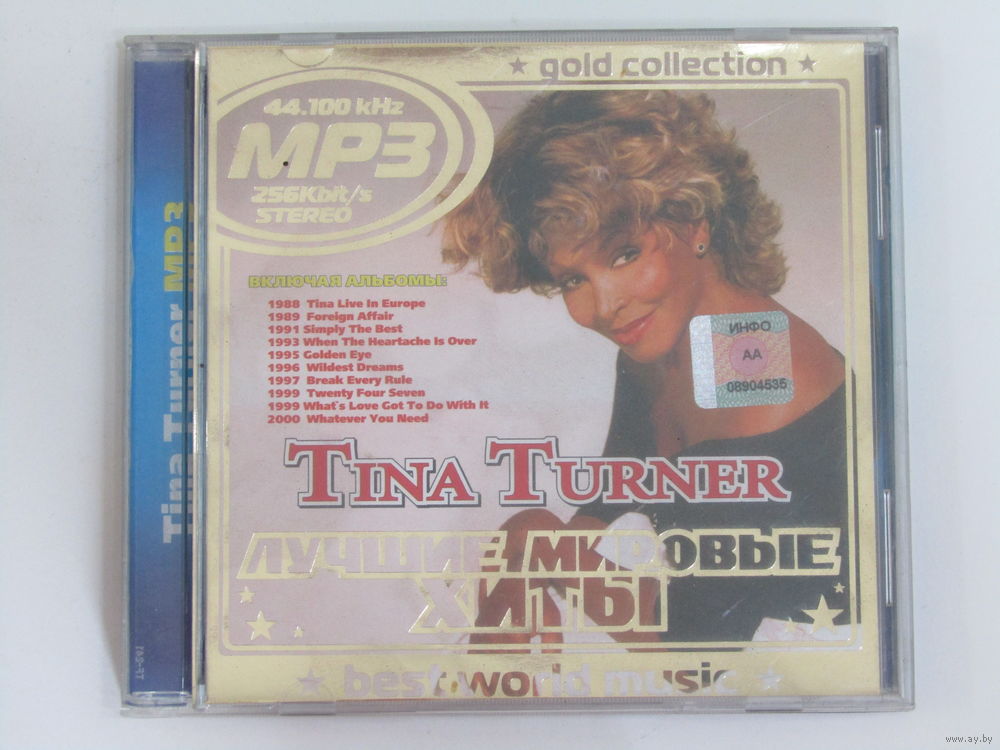 ★ gold collection ★
44.100 kHz
MP3
256Kbit/s
STEREO
ВКЛЮЧАЯ АЛЬБОМЫ:
1988 Tina Live In Europe
1989 Foreign Affair
1991 Simply The Best
1993 When The Heartache Is Over
1995 Golden Eye
1996 Wildest Dreams
1997 Break Every Rule
1999 Twenty Four Seven
1999 What's Love Got To Do With It
2000 Whatever You Need
ИНФО
АА
08904535
TINA TURNER
ЛУЧШИЕ МИРОВЫЕ
ХИТЫ
★ best world music ★
Tina Turner MP3
www.ay.by